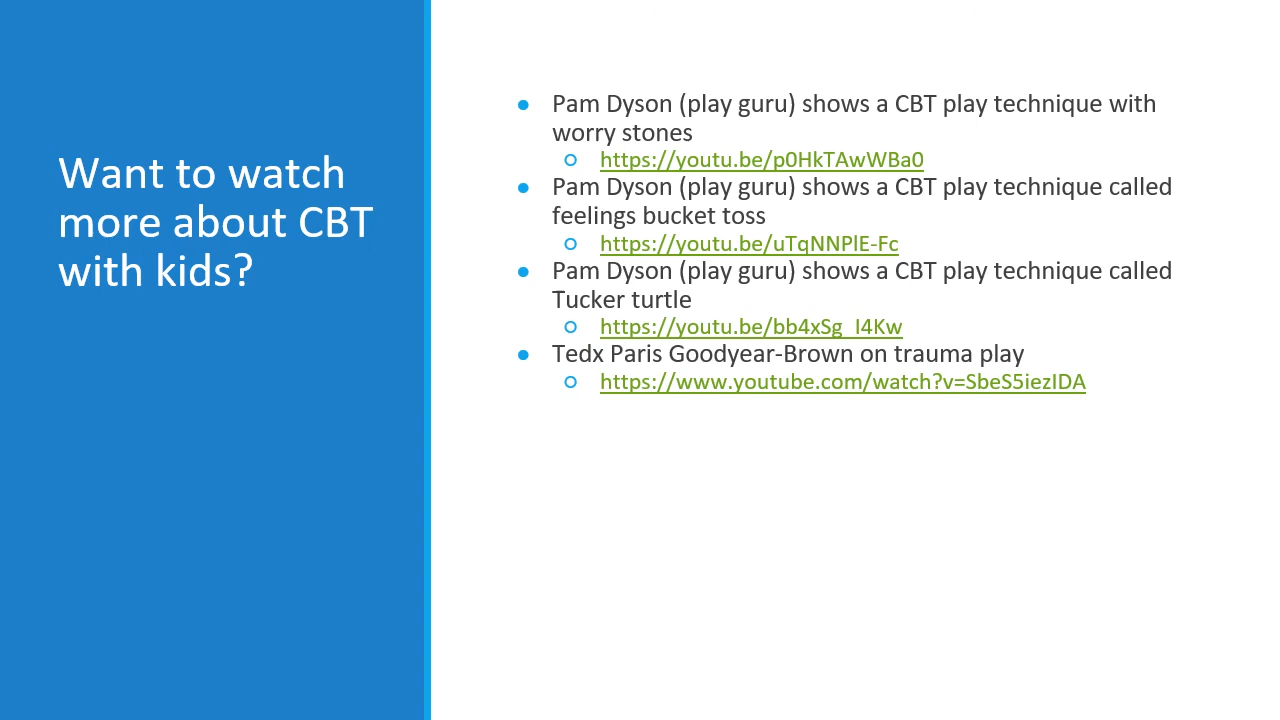 Want to watch
more about CBT
with kids?
Pam Dyson (play guru) shows a CBT play technique with
worry stones
https://youtu.be/p0HkTAwWBa0
Pam Dyson (play guru) shows a CBT play technique called
feelings bucket toss
https://youtu.be/uTqNNPlE-Fc
Pam Dyson (play guru) shows a CBT play technique called
Tucker turtle
https://youtu.be/bb4xSg_I4Kw
Tedx Paris Goodyear-Brown on trauma play
https://www.youtube.com/watch?v=SbeS5iezIDA